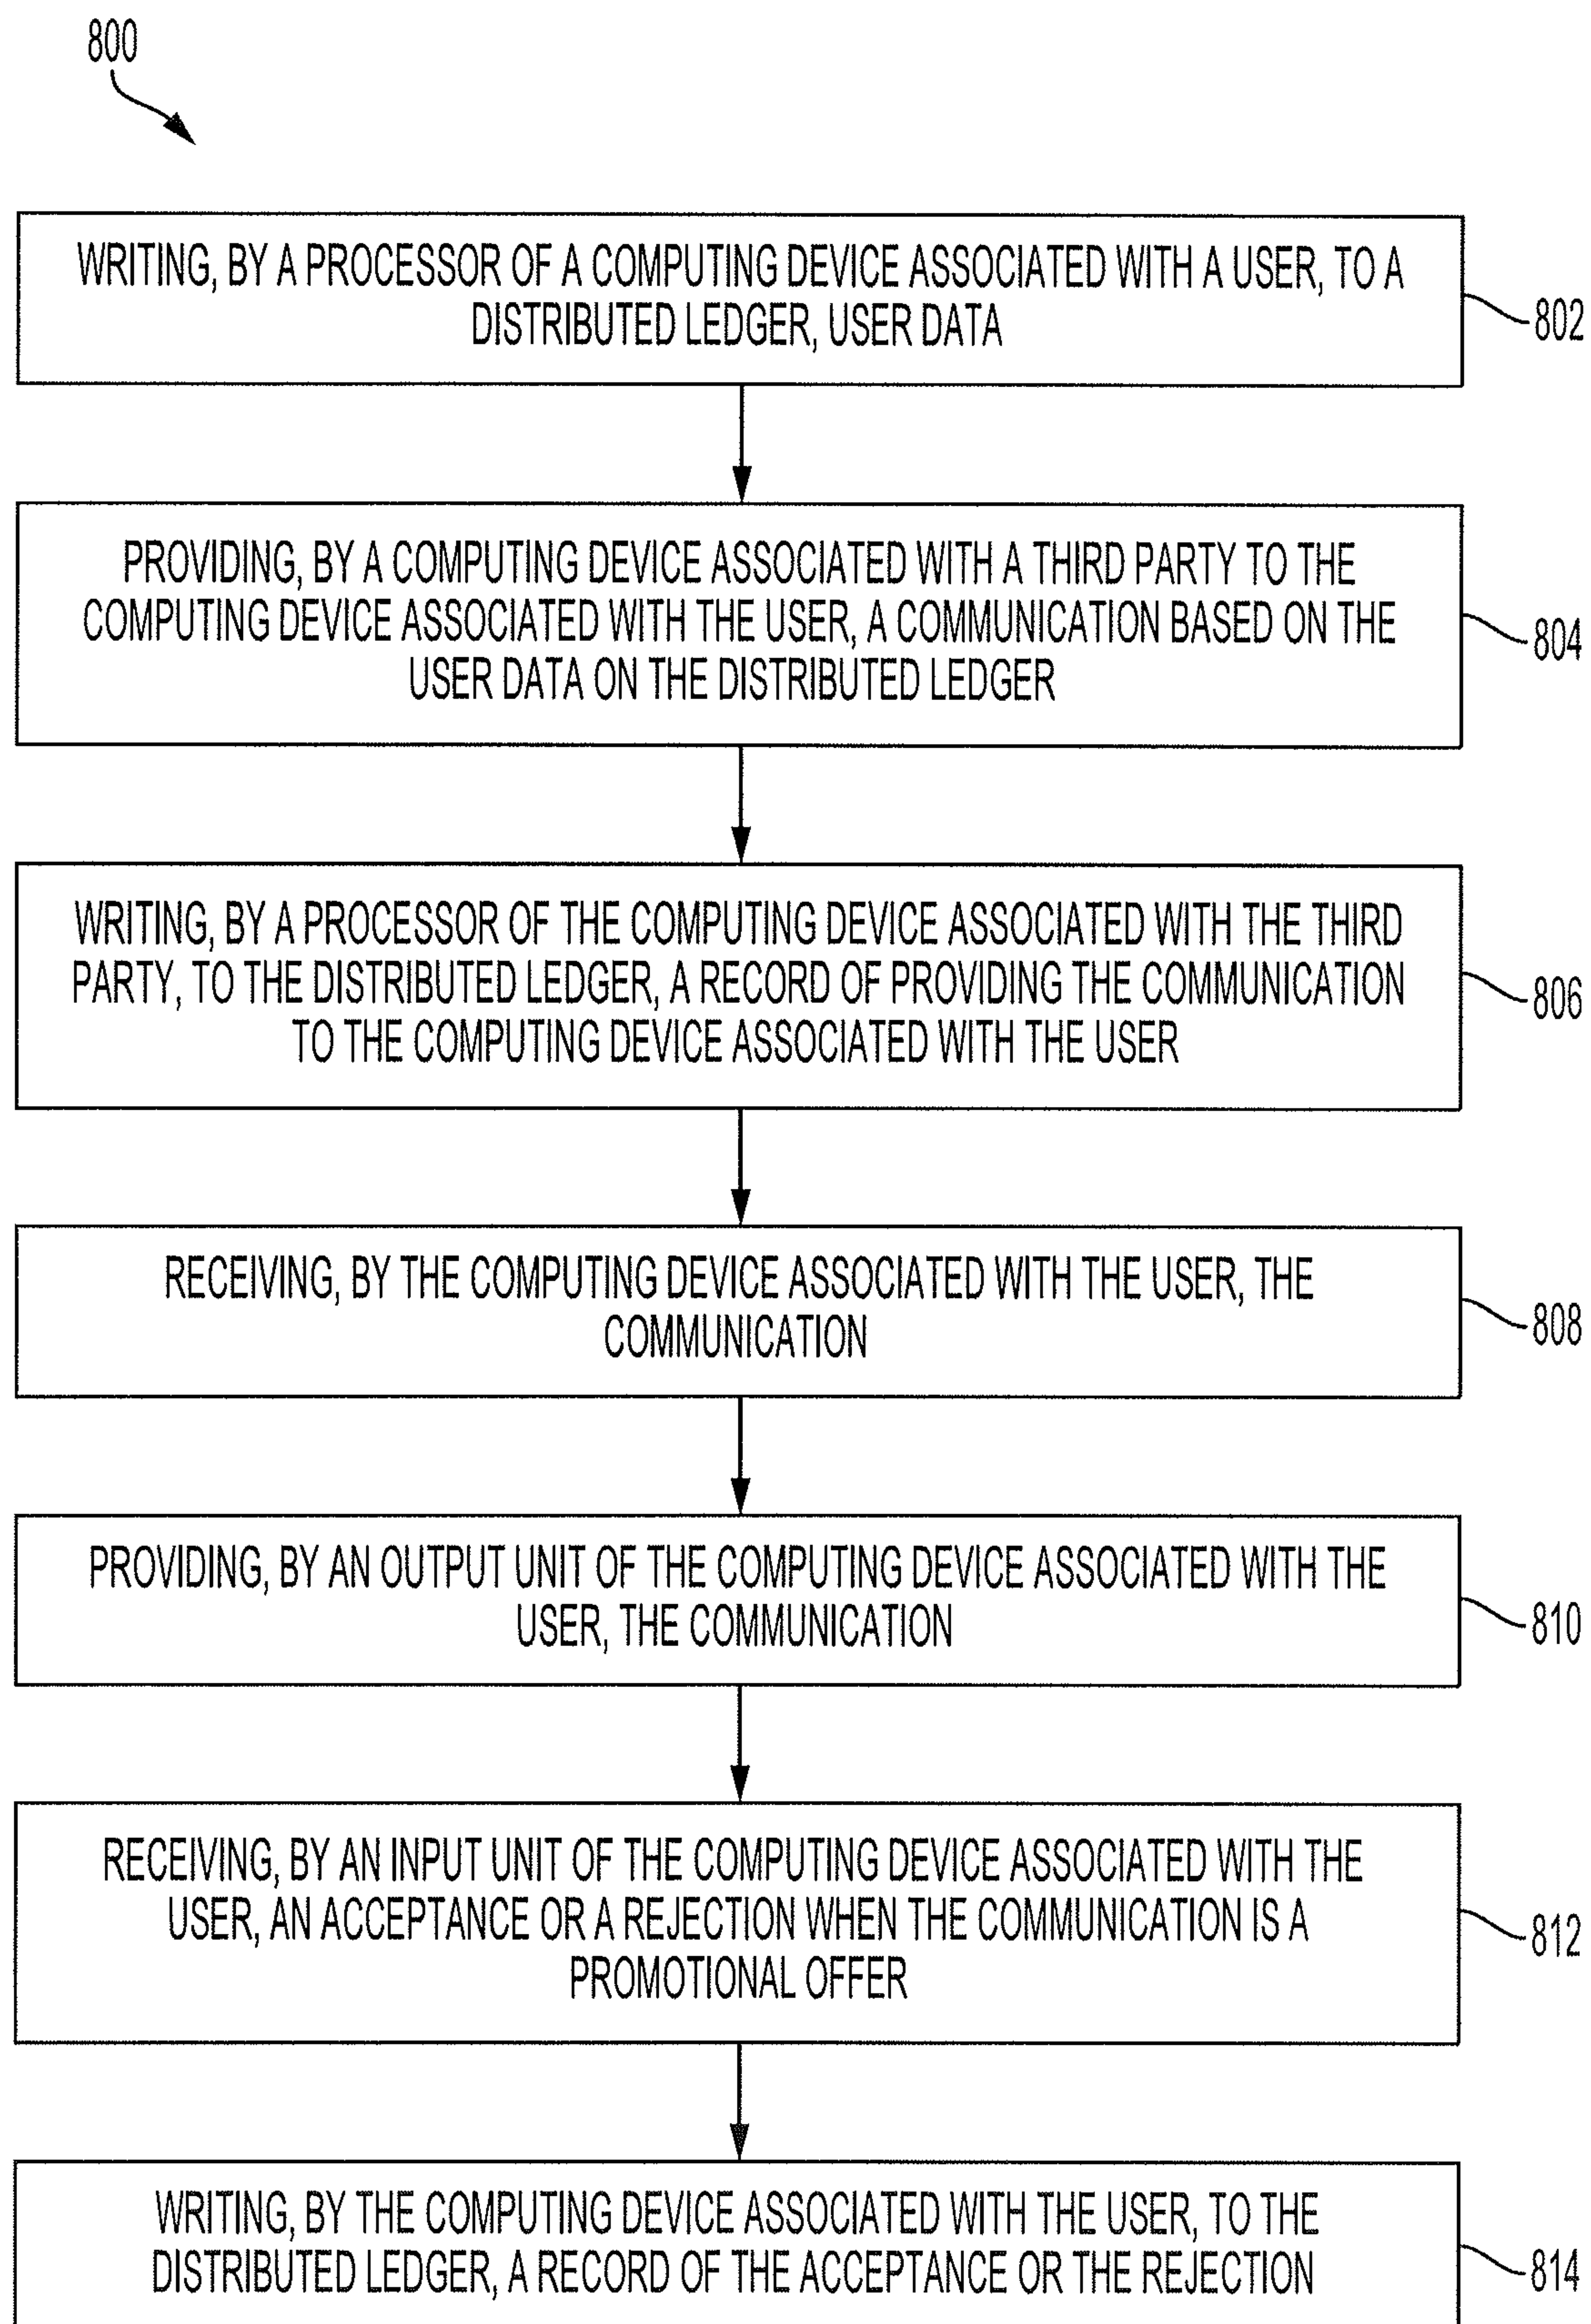 800
WRITING, BY A PROCESSOR OF A COMPUTING DEVICE ASSOCIATED WITH A USER, TO A
DISTRIBUTED LEDGER, USER DATA
802
PROVIDING, BY A COMPUTING DEVICE ASSOCIATED WITH A THIRD PARTY TO THE
COMPUTING DEVICE ASSOCIATED WITH THE USER, A COMMUNICATION BASED ON THE
USER DATA ON THE DISTRIBUTED LEDGER
804
WRITING, BY A PROCESSOR OF THE COMPUTING DEVICE ASSOCIATED WITH THE THIRD
PARTY, TO THE DISTRIBUTED LEDGER, A RECORD OF PROVIDING THE COMMUNICATION
TO THE COMPUTING DEVICE ASSOCIATED WITH THE USER
806
RECEIVING, BY THE COMPUTING DEVICE ASSOCIATED WITH THE USER, THE
COMMUNICATION
808
PROVIDING, BY AN OUTPUT UNIT OF THE COMPUTING DEVICE ASSOCIATED WITH THE
USER, THE COMMUNICATION
810
RECEIVING, BY AN INPUT UNIT OF THE COMPUTING DEVICE ASSOCIATED WITH THE
USER, AN ACCEPTANCE OR A REJECTION WHEN THE COMMUNICATION IS A
PROMOTIONAL OFFER
812
WRITING, BY THE COMPUTING DEVICE ASSOCIATED WITH THE USER, TO THE
DISTRIBUTED LEDGER, A RECORD OF THE ACCEPTANCE OR THE REJECTION
814